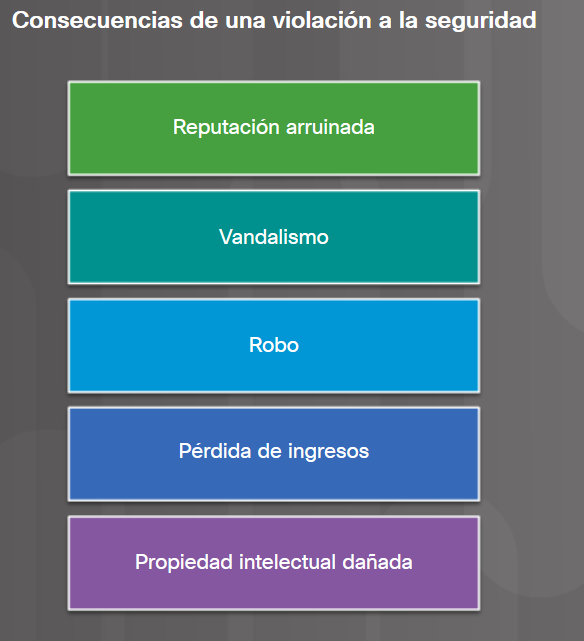 Consecuencias de una violación a la seguridad
Reputación arruinada
Vandalismo
Robo
Pérdida de ingresos
Propiedad intelectual dañada